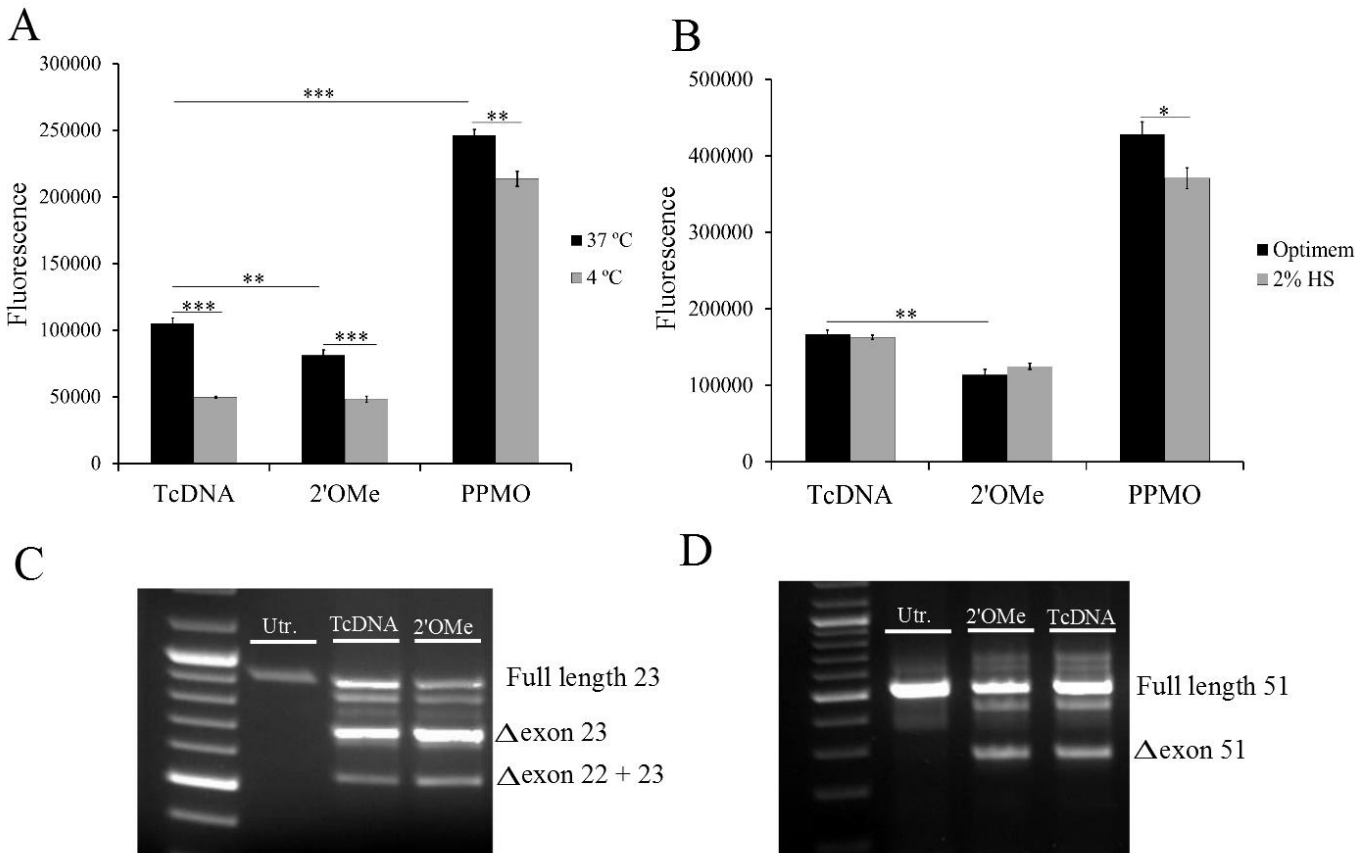 A
300000
250000
200000
150000
100000
50000
0
Fluorescence
***
**
**
***
***
37 ºC
4 ºC
TcDNA 2'OMe PPMO
B
500000
400000
300000
200000
100000
0
Fluorescence
*
**
Optimem
2% HS
TcDNA 2'OMe PPMO
C
Utr. TcDNA 2'OMe
Full length 23
Δexon 23
Δexon 22 + 23
D
Utr. 2'OMe TcDNA
Full length 51
Δexon 51